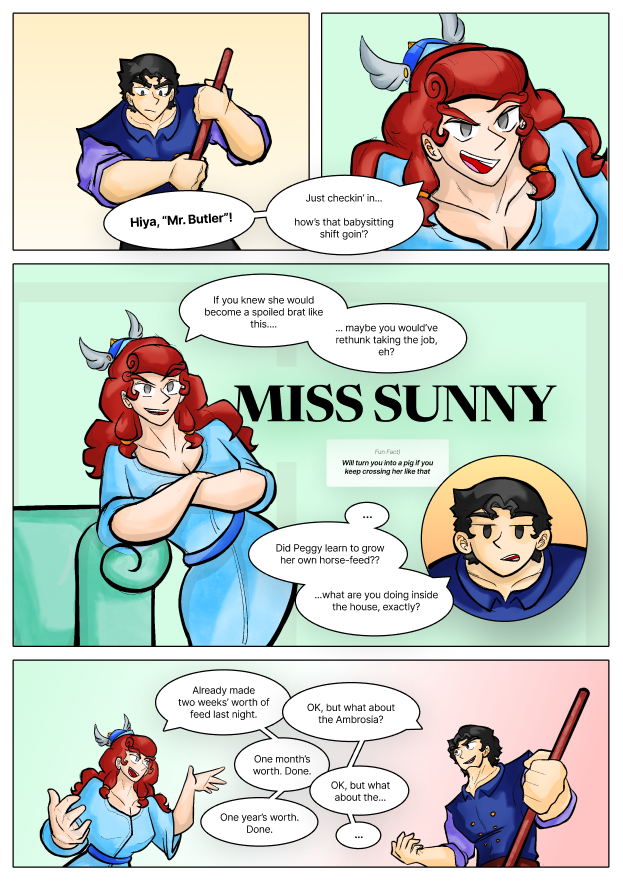 Hiya, “Mr. Butler”!
Just checkin’ in...
how’s that babysitting
shift goin’?
If you knew she would
become a spoiled brat like
this....
... maybe you would’ve
rethunk taking the job,
eh?
MISS SUNNY
Fun Fact!
Will turn you into a pig if you
keep crossing her like that
...
Did Peggy learn to grow
her own horse-feed??
...what are you doing inside
the house, exactly?
Already made
two weeks’ worth of
feed last night.
OK, but what about
the Ambrosia?
One month’s
worth. Done.
OK, but what
about the...
One year’s worth.
Done.
...